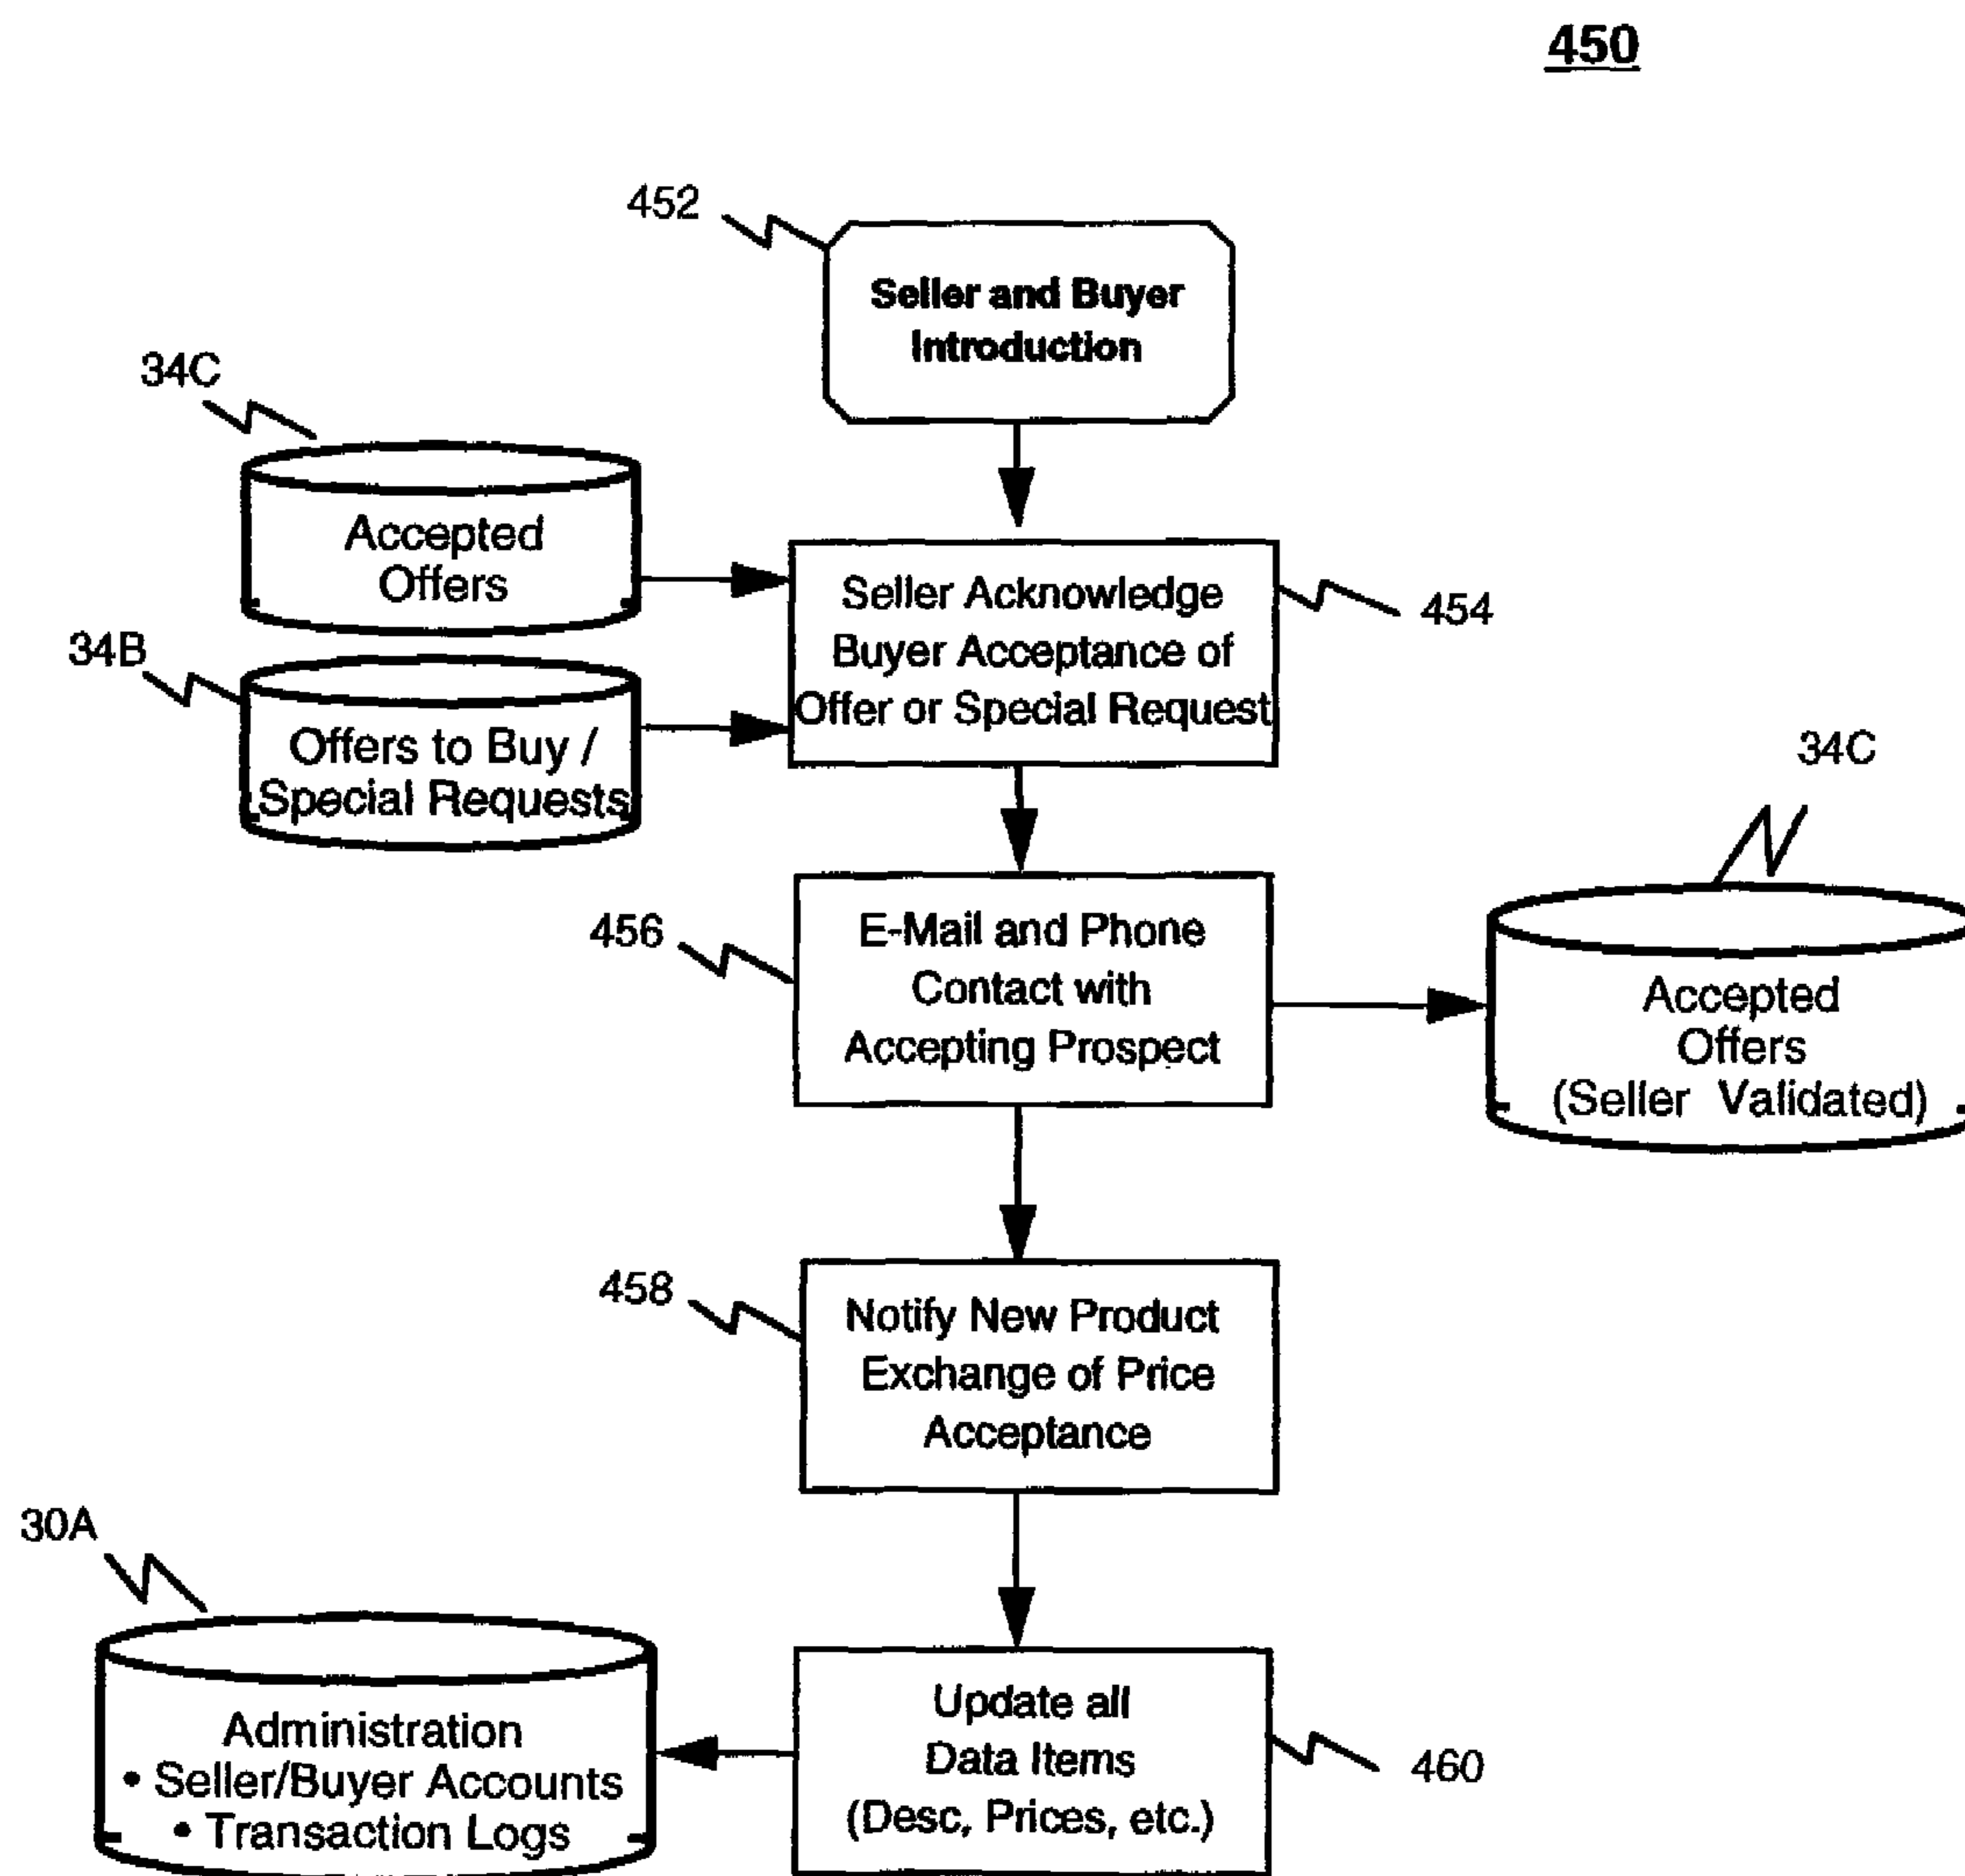 450
452
Seller and Buyer
Introduction
34C
Accepted
Offers
Seller Acknowledge
Buyer Acceptance of
Offer or Special Request
454
34B
Offers to Buy /
Special Requests
34C
456
E-Mail and Phone
Contact with
Accepting Prospect
Accepted
Offers
(Seller Validated)
458
Notify New Product
Exchange of Price
Acceptance
30A
Administration
• Seller/Buyer Accounts
• Transaction Logs
Update all
Data Items
(Desc, Prices, etc.)
460